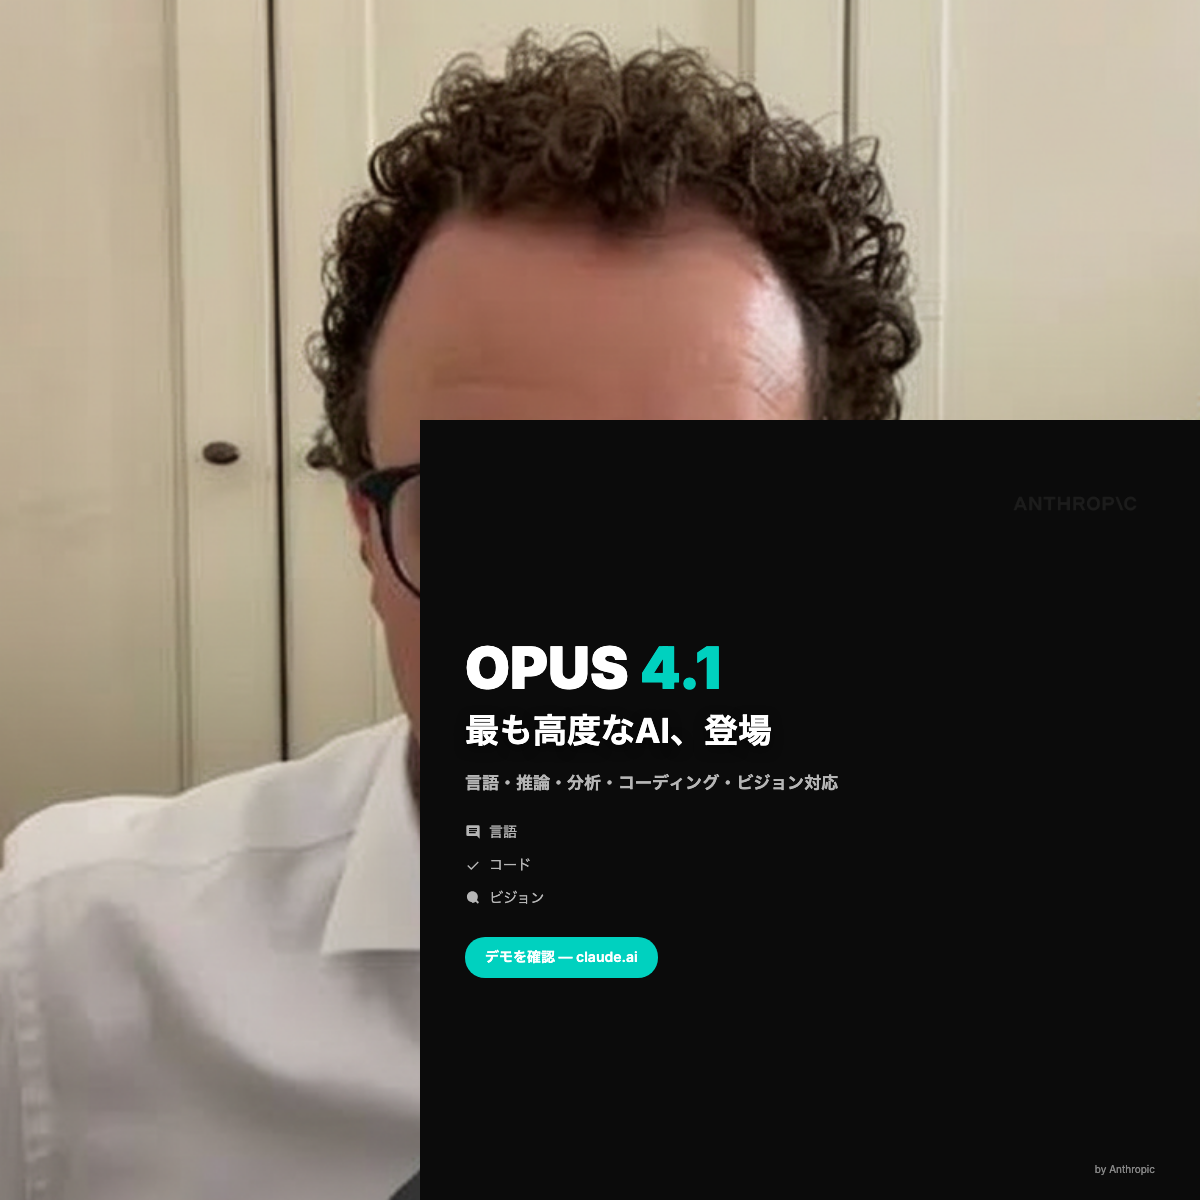 ANTHROP\C
OPUS 4.1
最も高度なAI、登場
言語・推論・分析・コーディング・ビジョン対応
言語
コード
ビジョン
デモを確認 — claude.ai
by Anthropic